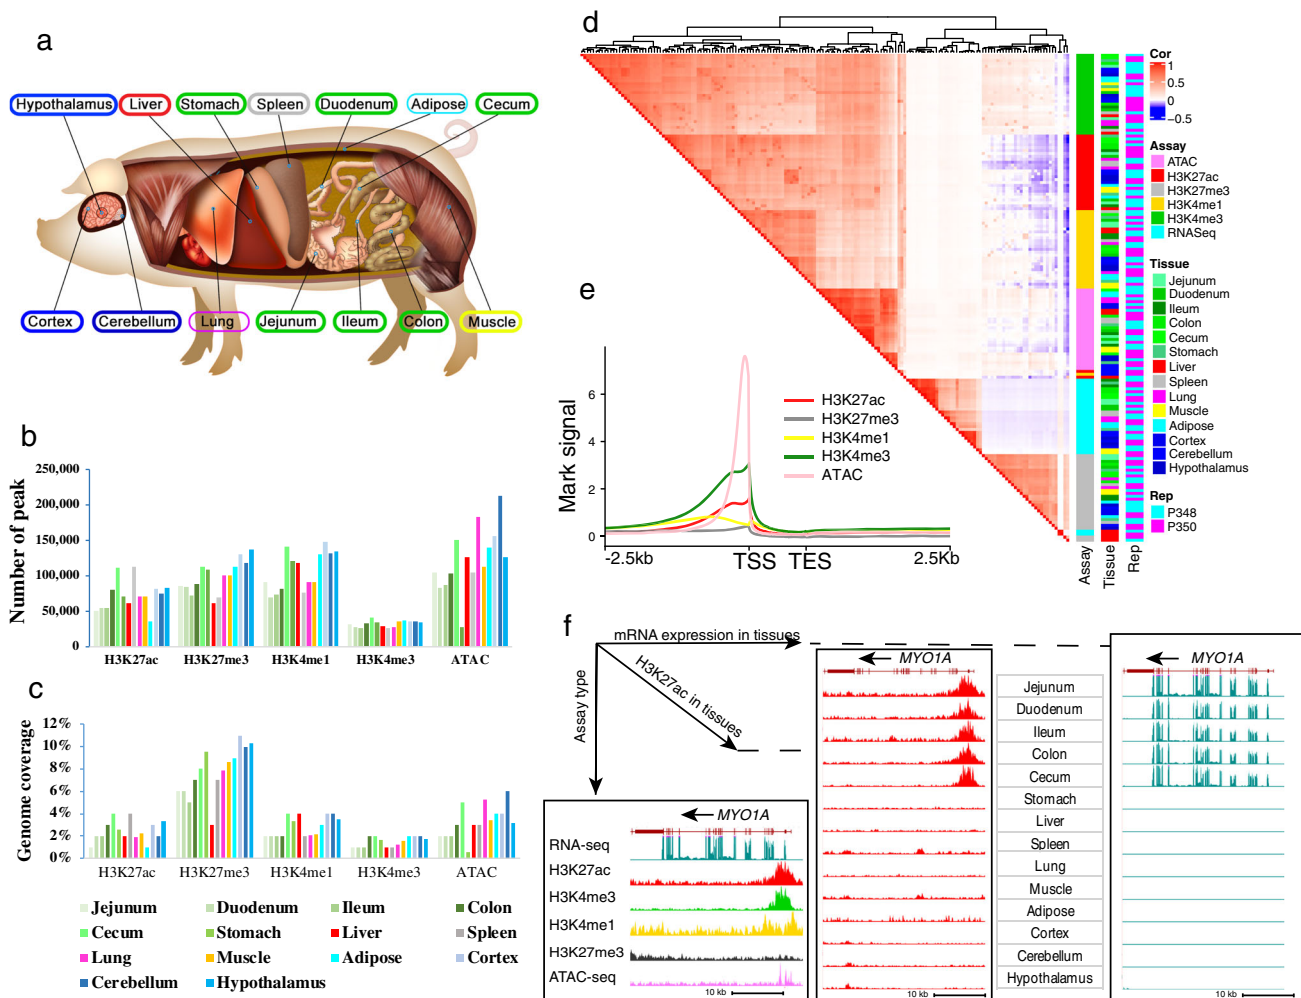 a
Hypothalamus Liver Stomach Spleen Duodenum Adipose Cecum
Cortex Cerebellum Lung Jejunum Ileum Colon Muscle
b
Number of peak
250,000
200,000
150,000
100,000
50,000
0
H3K27ac H3K27me3 H3K4me1 H3K4me3 ATAC
c
Genome coverage
12%
10%
8%
6%
4%
2%
0%
H3K27ac H3K27me3 H3K4me1 H3K4me3 ATAC
Jejunum Duodenum Ileum Colon
Cecum Stomach Liver Spleen
Lung Muscle Adipose Cortex
Cerebellum Hypothalamus
d
Cor
1
0.5
0
−0.5
Assay
ATAC
H3K27ac
H3K27me3
H3K4me1
H3K4me3
RNASeq
Tissue
Jejunum
Duodenum
Ileum
Colon
Cecum
Stomach
Liver
Spleen
Lung
Muscle
Adipose
Cortex
Cerebellum
Hypothalamus
Rep
P348
P350
Assay Tissue Rep
e
Mark signal
6
4
2
0
-2.5kb TSS TES 2.5Kb
H3K27ac
H3K27me3
H3K4me1
H3K4me3
ATAC
f
mRNA expression in tissues
H3K27ac in tissues
Assay type
MYO1A
RNA-seq
H3K27ac
H3K4me3
H3K4me1
H3K27me3
ATAC-seq
10 kb
MYO1A
10 kb
Jejunum
Duodenum
Ileum
Colon
Cecum
Stomach
Liver
Spleen
Lung
Muscle
Adipose
Cortex
Cerebellum
Hypothalamus
MYO1A
10 kb